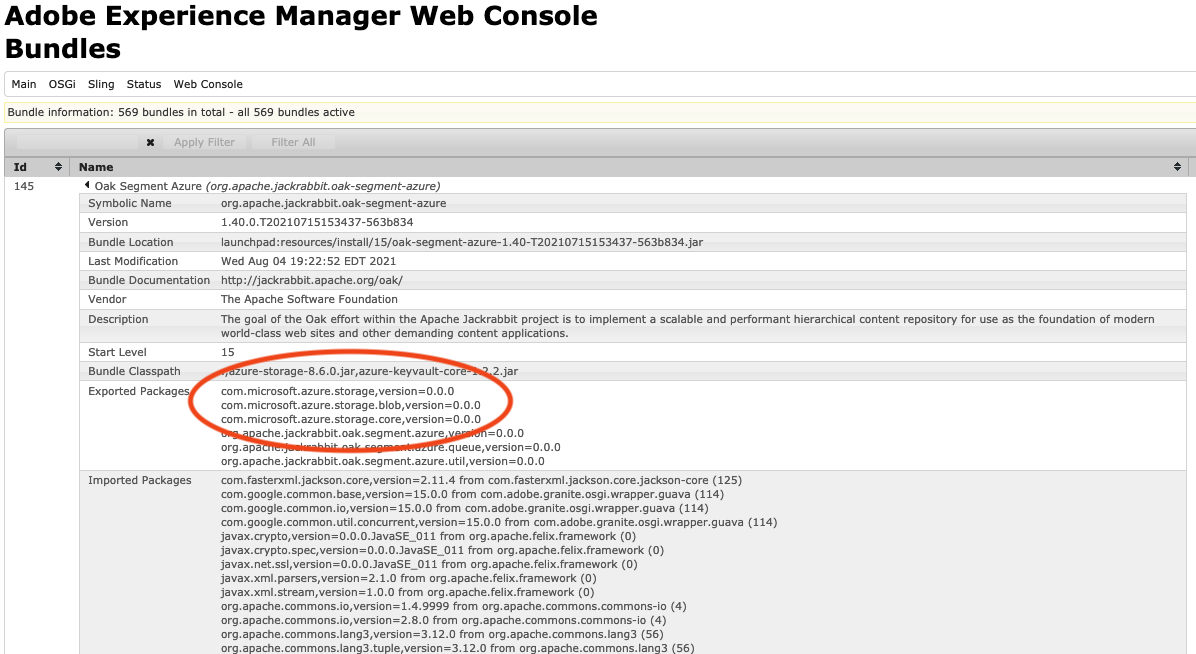 Adobe Experience Manager Web Console
Bundles
Main OSGi Sling Status Web Console
Bundle information: 569 bundles in total - all 569 bundles active
Apply Filter Filter All
Id Name
145 Oak Segment Azure (org.apache.jackrabbit.oak-segment-azure)
Symbolic Name org.apache.jackrabbit.oak-segment-azure
Version 1.40.0.T20210715153437-563b834
Bundle Location launchpad:resources/install/15/oak-segment-azure-1.40-T20210715153437-563b834.jar
Last Modification Wed Aug 04 19:22:52 EDT 2021
Bundle Documentation http://jackrabbit.apache.org/oak/
Vendor The Apache Software Foundation
Description The goal of the Oak effort within the Apache Jackrabbit project is to implement a scalable and performant hierarchical content repository for use as the foundation of modern
world-class web sites and other demanding content applications.
Start Level 15
Bundle Classpath .,azure-storage-8.6.0.jar,azure-keyvault-core-1.2.2.jar
Exported Packages com.microsoft.azure.storage,version=0.0.0
com.microsoft.azure.storage.blob,version=0.0.0
com.microsoft.azure.storage.core,version=0.0.0
org.apache.jackrabbit.oak.segment.azure,version=0.0.0
org.apache.jackrabbit.oak.segment.azure.queue,version=0.0.0
org.apache.jackrabbit.oak.segment.azure.util,version=0.0.0
Imported Packages com.fasterxml.jackson.core,version=2.11.4 from com.fasterxml.jackson.core.jackson-core (125)
com.google.common.base,version=15.0.0 from com.adobe.granite.osgi.wrapper.guava (114)
com.google.common.io,version=15.0.0 from com.adobe.granite.osgi.wrapper.guava (114)
com.google.common.util.concurrent,version=15.0.0 from com.adobe.granite.osgi.wrapper.guava (114)
javax.crypto,version=0.0.0.JavaSE_011 from org.apache.felix.framework (0)
javax.crypto.spec,version=0.0.0.JavaSE_011 from org.apache.felix.framework (0)
javax.net.ssl,version=0.0.0.JavaSE_011 from org.apache.felix.framework (0)
javax.xml.parsers,version=2.1.0 from org.apache.felix.framework (0)
javax.xml.stream,version=1.0.0 from org.apache.felix.framework (0)
org.apache.commons.io,version=1.4.9999 from org.apache.commons.commons-io (4)
org.apache.commons.io,version=2.8.0 from org.apache.commons.commons-io (4)
org.apache.commons.lang3,version=3.12.0 from org.apache.commons.lang3 (56)
org.apache.commons.lang3.tuple,version=3.12.0 from org.apache.commons.lang3 (56)